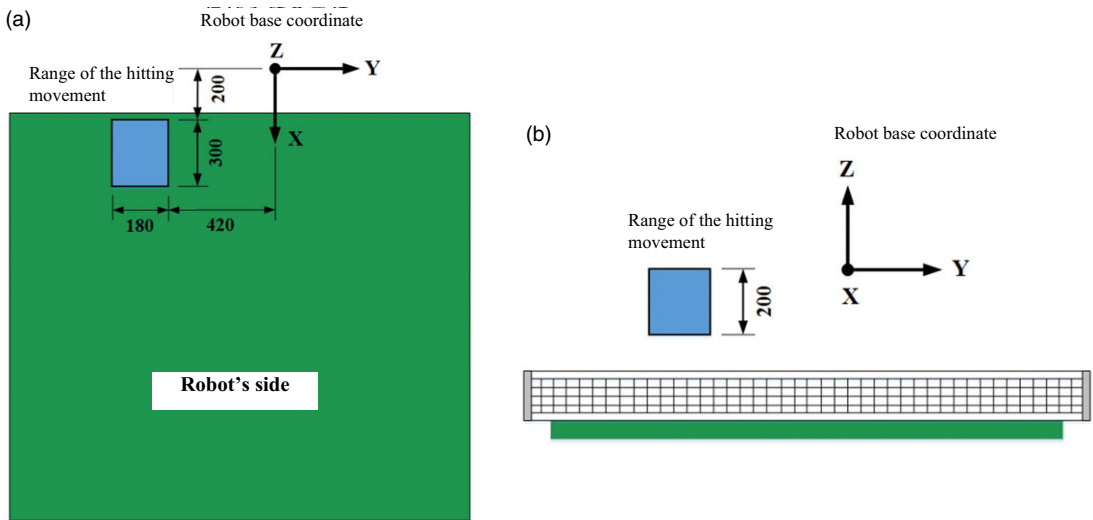 (a)
Robot base coordinate
Z
Y
Range of the hitting
movement
200
X
300
180
420
Robot's side
(b)
Robot base coordinate
Z
Range of the hitting
movement
Y
X
200